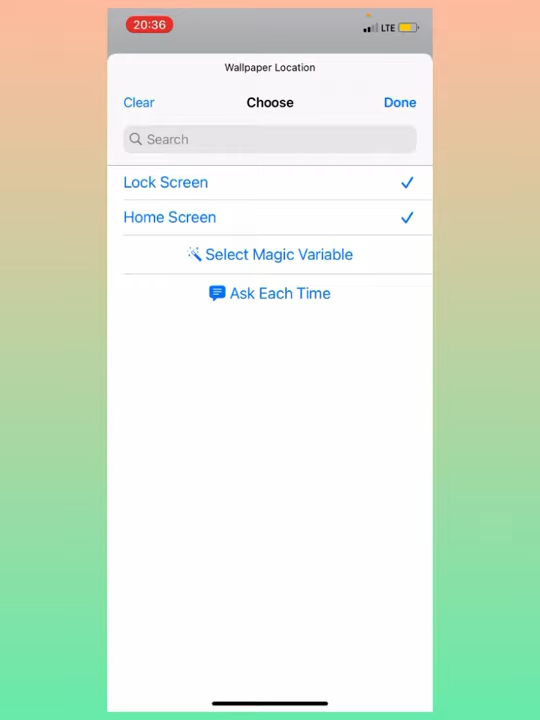 20:36
LTE
Wallpaper Location
Clear
Choose
Done
Search
Lock Screen
Home Screen
Select Magic Variable
Ask Each Time